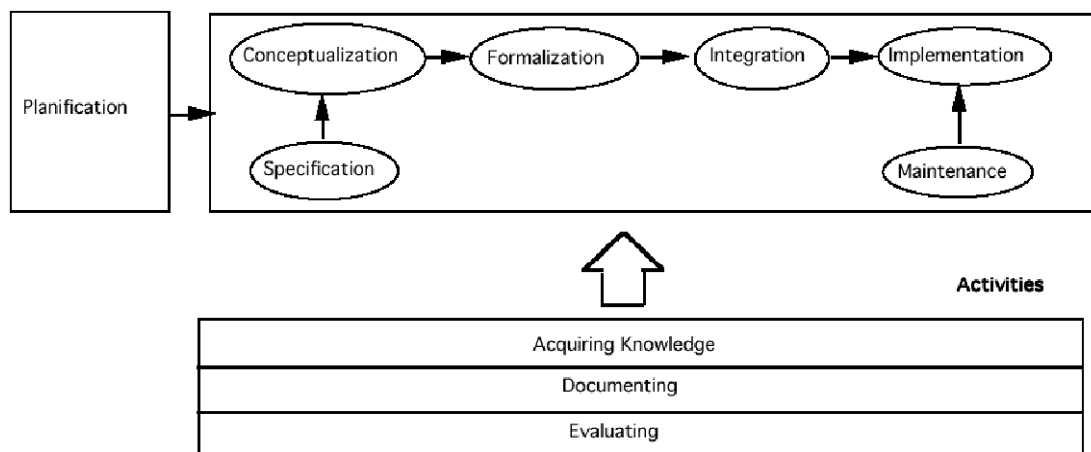 Conceptualization
Formalization
Integration
Implementation
Planification
Specification
Maintenance
Activities
Acquiring Knowledge
Documenting
Evaluating